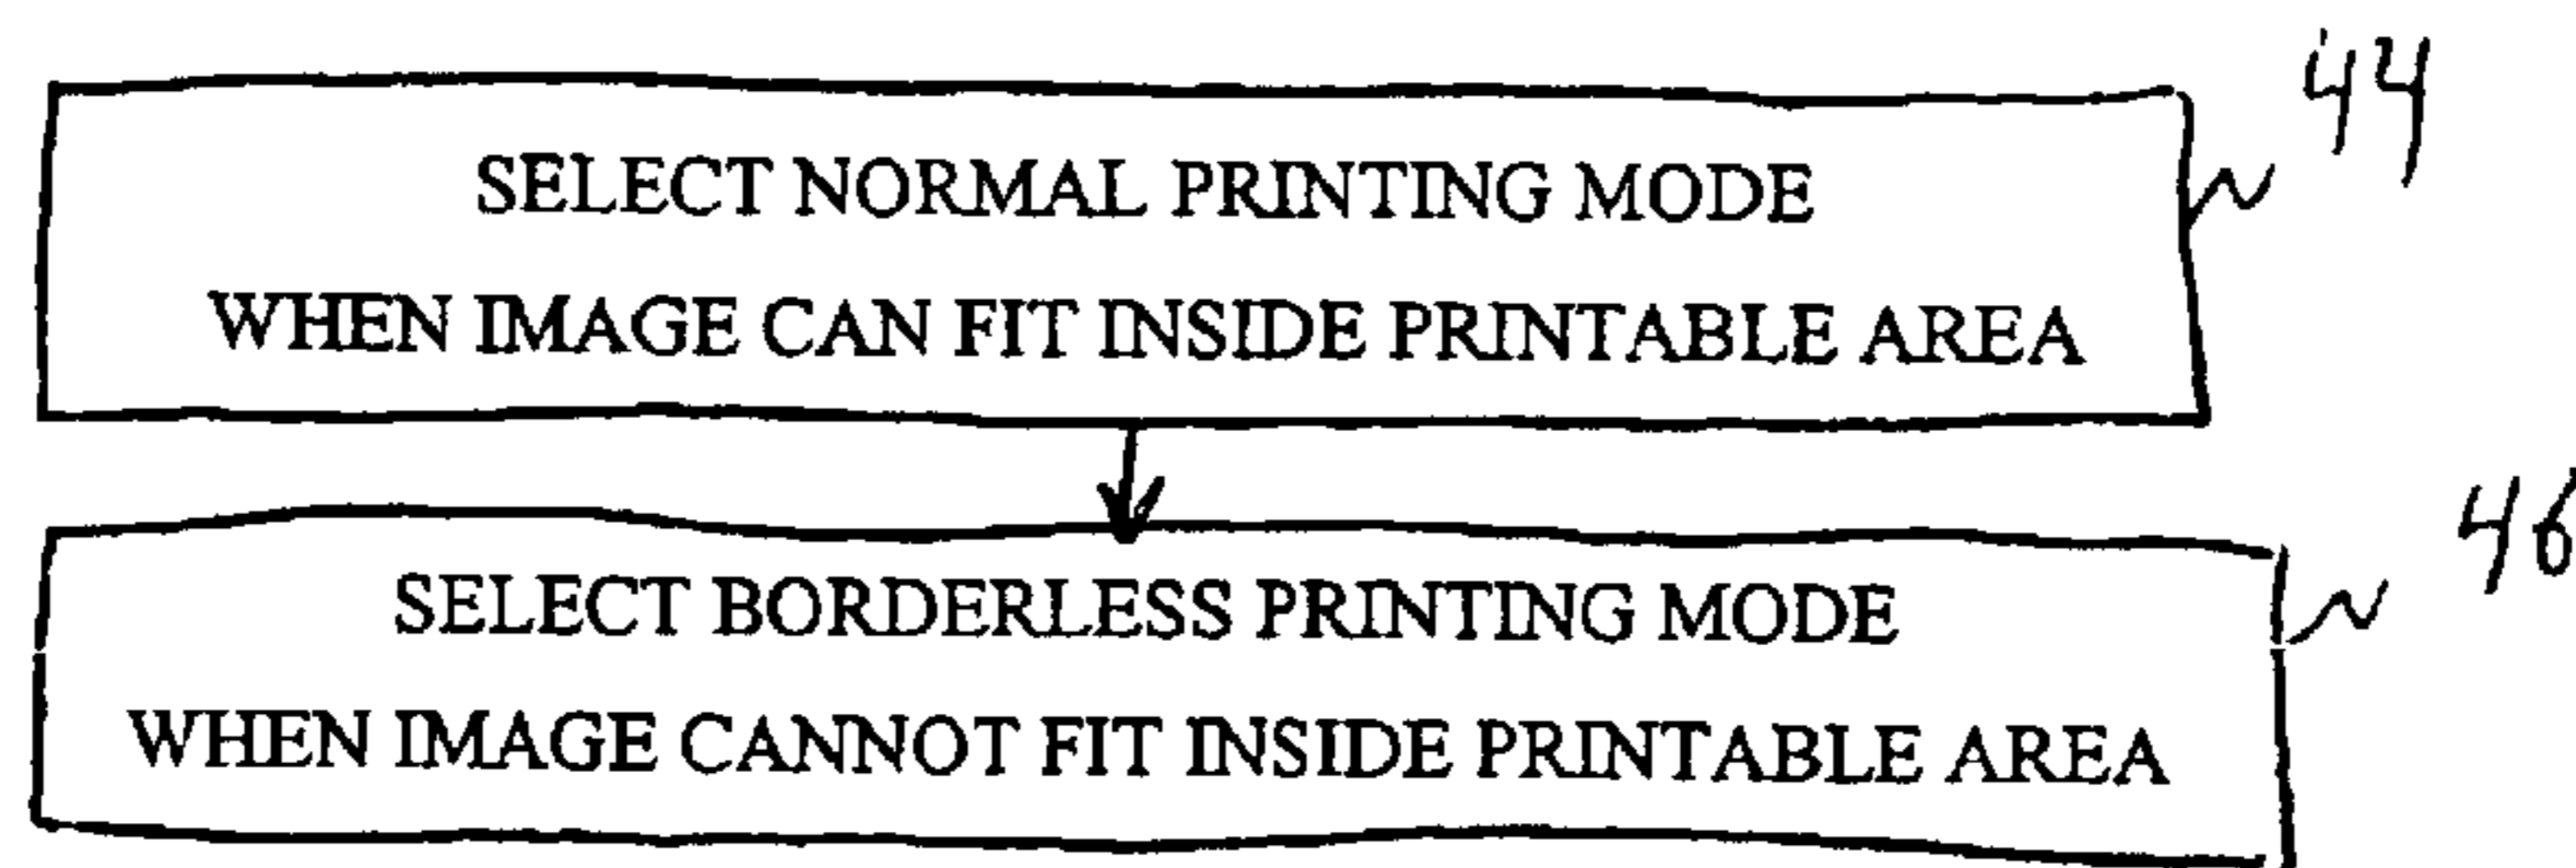 44
SELECT NORMAL PRINTING MODE
WHEN IMAGE CAN FIT INSIDE PRINTABLE AREA
46
SELECT BORDERLESS PRINTING MODE
WHEN IMAGE CANNOT FIT INSIDE PRINTABLE AREA